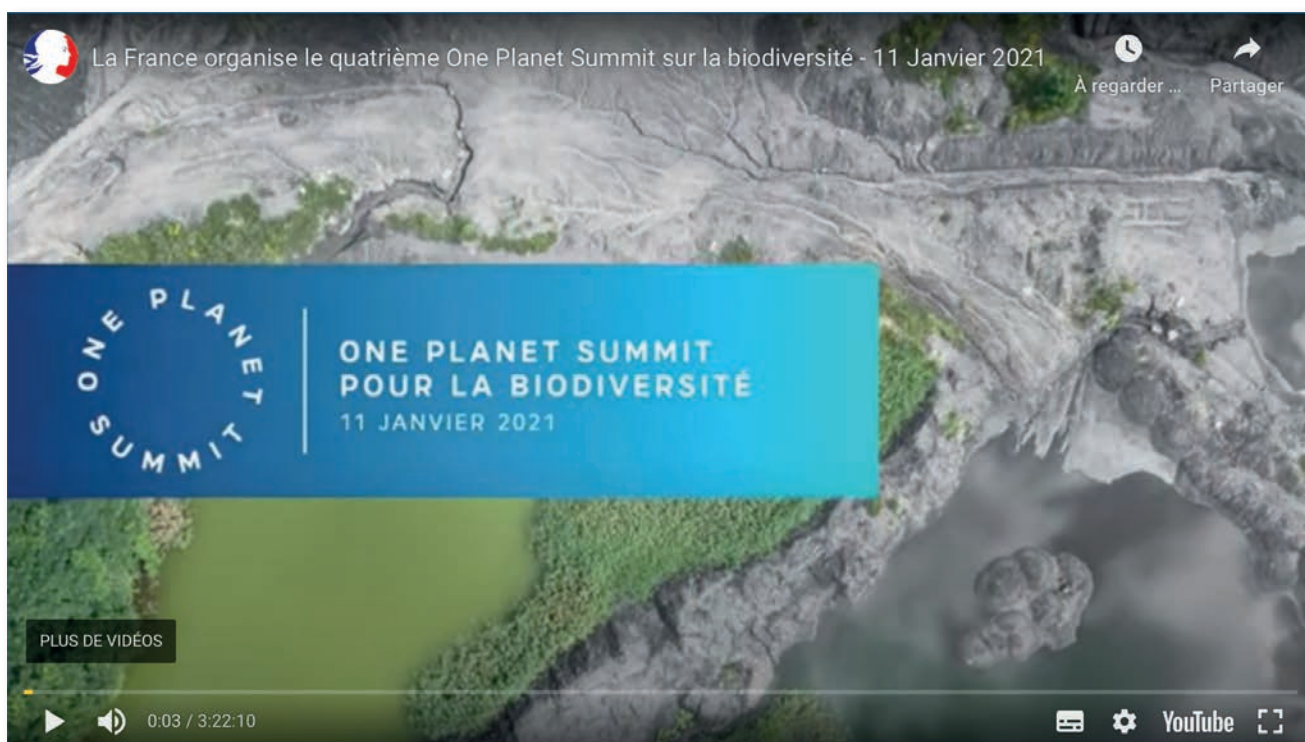 La France organise le quatrième One Planet Summit sur la biodiversité - 11 Janvier 2021
À regarder ...
Partager
ONE PLANET SUMMIT
ONE PLANET SUMMIT
POUR LA BIODIVERSITÉ
11 JANVIER 2021
PLUS DE VIDÉOS
0:03 / 3:22:10
YouTube